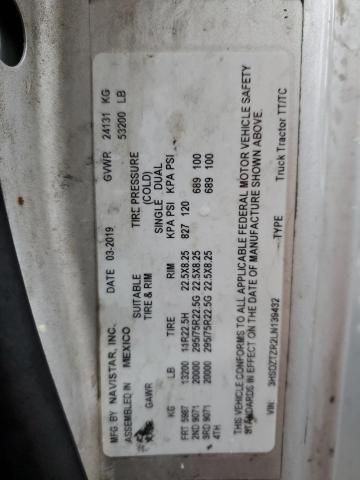 MFG BY NAVISTAR, INC. DATE 03-2019 GVWR 24131 KG
ASSEMBLED IN MEXICO 53200 LB
SUITABLE TIRE PRESSURE
TIRE & RIM (COLD)
GAWR SINGLE DUAL
KG LB TIRE RIM KPA PSI KPA PSI
FRT 5987 13200 11R22.5H 22.5X8.25 827 120
2ND 9071 20000 295/75R22.5G 22.5X8.25 689 100
3RD 9071 20000 295/75R22.5G 22.5X8.25 689 100
4TH
THIS VEHICLE CONFORMS TO ALL APPLICABLE FEDERAL MOTOR VEHICLE SAFETY
STANDARDS IN EFFECT ON THE DATE OF MANUFACTURE SHOWN ABOVE.
3HSDZTZR2LN139432 TYPE Truck Tractor TT/TC